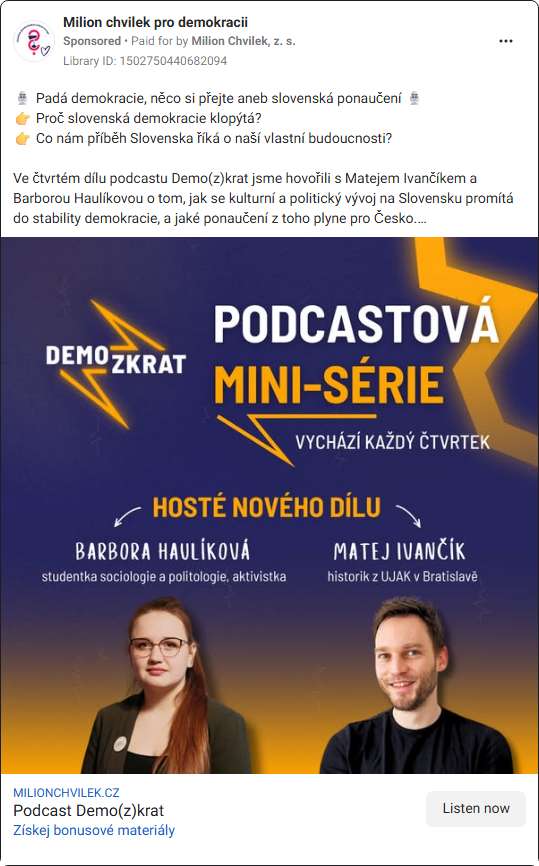 Milion chvilek pro demokracii
Sponsored • Paid for by Milion Chvilek, z. s.
Library ID: 1502750440682094
Padá demokracie, něco si přejte aneb slovenská ponaučení
👉 Proč slovenská demokracie klopýtá?
👉 Co nám příběh Slovenska říká o naší vlastní budoucnosti?
Ve čtvrtém dílu podcastu Demo(z)krat jsme hovořili s Matejem Ivančíkem a
Barborou Haulíkovou o tom, jak se kulturní a politický vývoj na Slovensku promítá
do stability demokracie, a jaké ponaučení z toho plyne pro Česko....
DEMOZKRAT
PODCASTOVÁ
MINI-SÉRIE
VYCHÁZÍ KAŽDÝ ČTVRTEK
HOSTÉ NOVÉHO DÍLU
BARBORA HAULÍKOVÁ
studentka sociologie a politologie, aktivistka
MATEJ IVANČÍK
historik z UJAK v Bratislavě
MILIONCHVILEK.CZ
Podcast Demo(z)krat
Získej bonusové materiály
Listen now